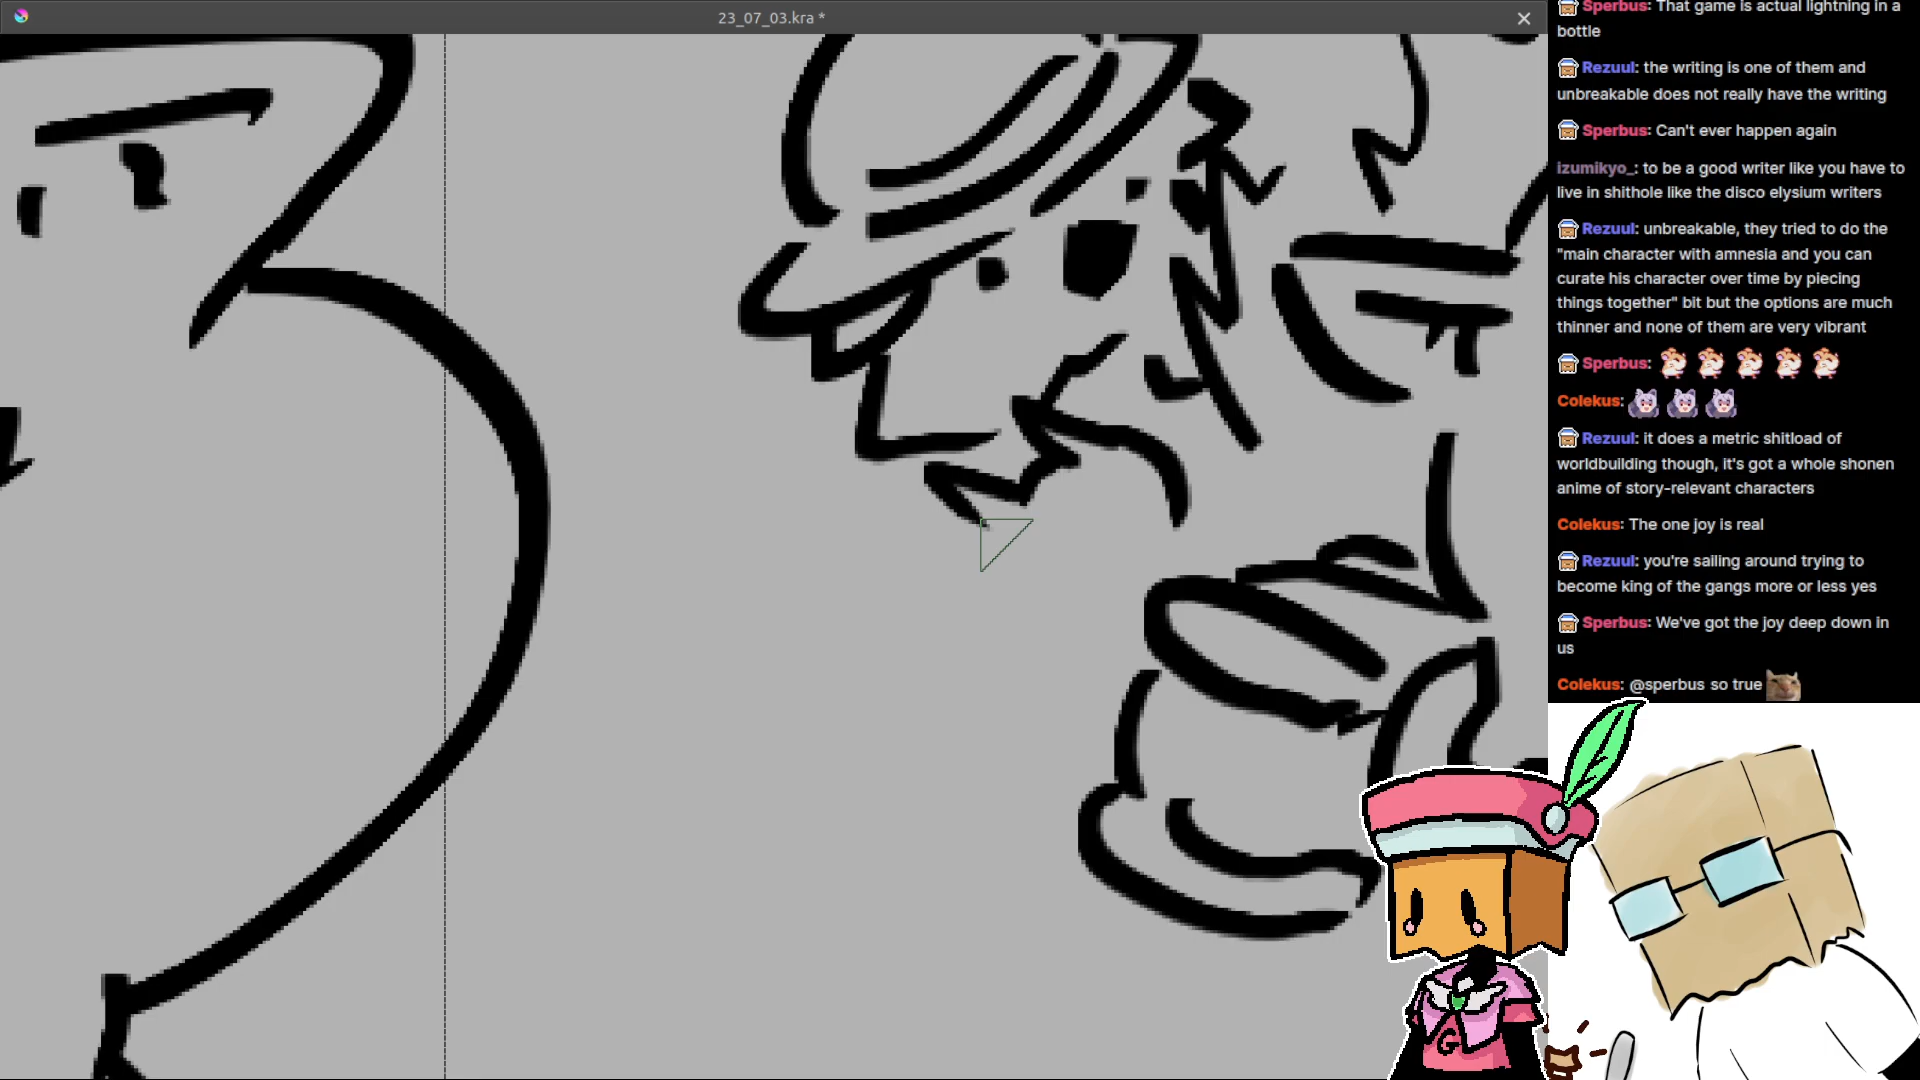 23_07_03.kra *
Sperbus: That game is actual lightning in a
bottle
Rezuul: the writing is one of them and
unbreakable does not really have the writing
Sperbus: Can't ever happen again
izumikyo_: to be a good writer like you have to
live in shithole like the disco elysium writers
Rezuul: unbreakable, they tried to do the
"main character with amnesia and you can
curate his character over time by piecing
things together" bit but the options are much
thinner and none of them are very vibrant
Sperbus:
Colekus:
Rezuul: it does a metric shitload of
worldbuilding though, it's got a whole shonen
anime of story-relevant characters
Colekus: The one joy is real
Rezuul: you're sailing around trying to
become king of the gangs more or less yes
Sperbus: We've got the joy deep down in
us
Colekus: @sperbus so true
G